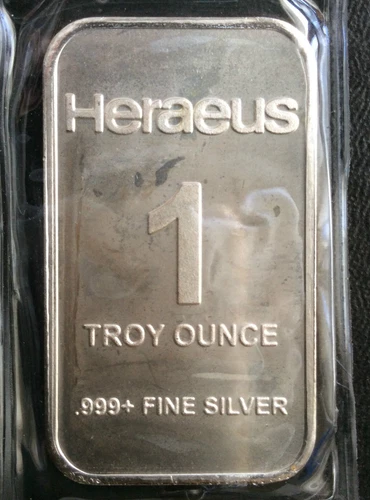 Heraeus
1
TROY OUNCE
.999+ FINE SILVER